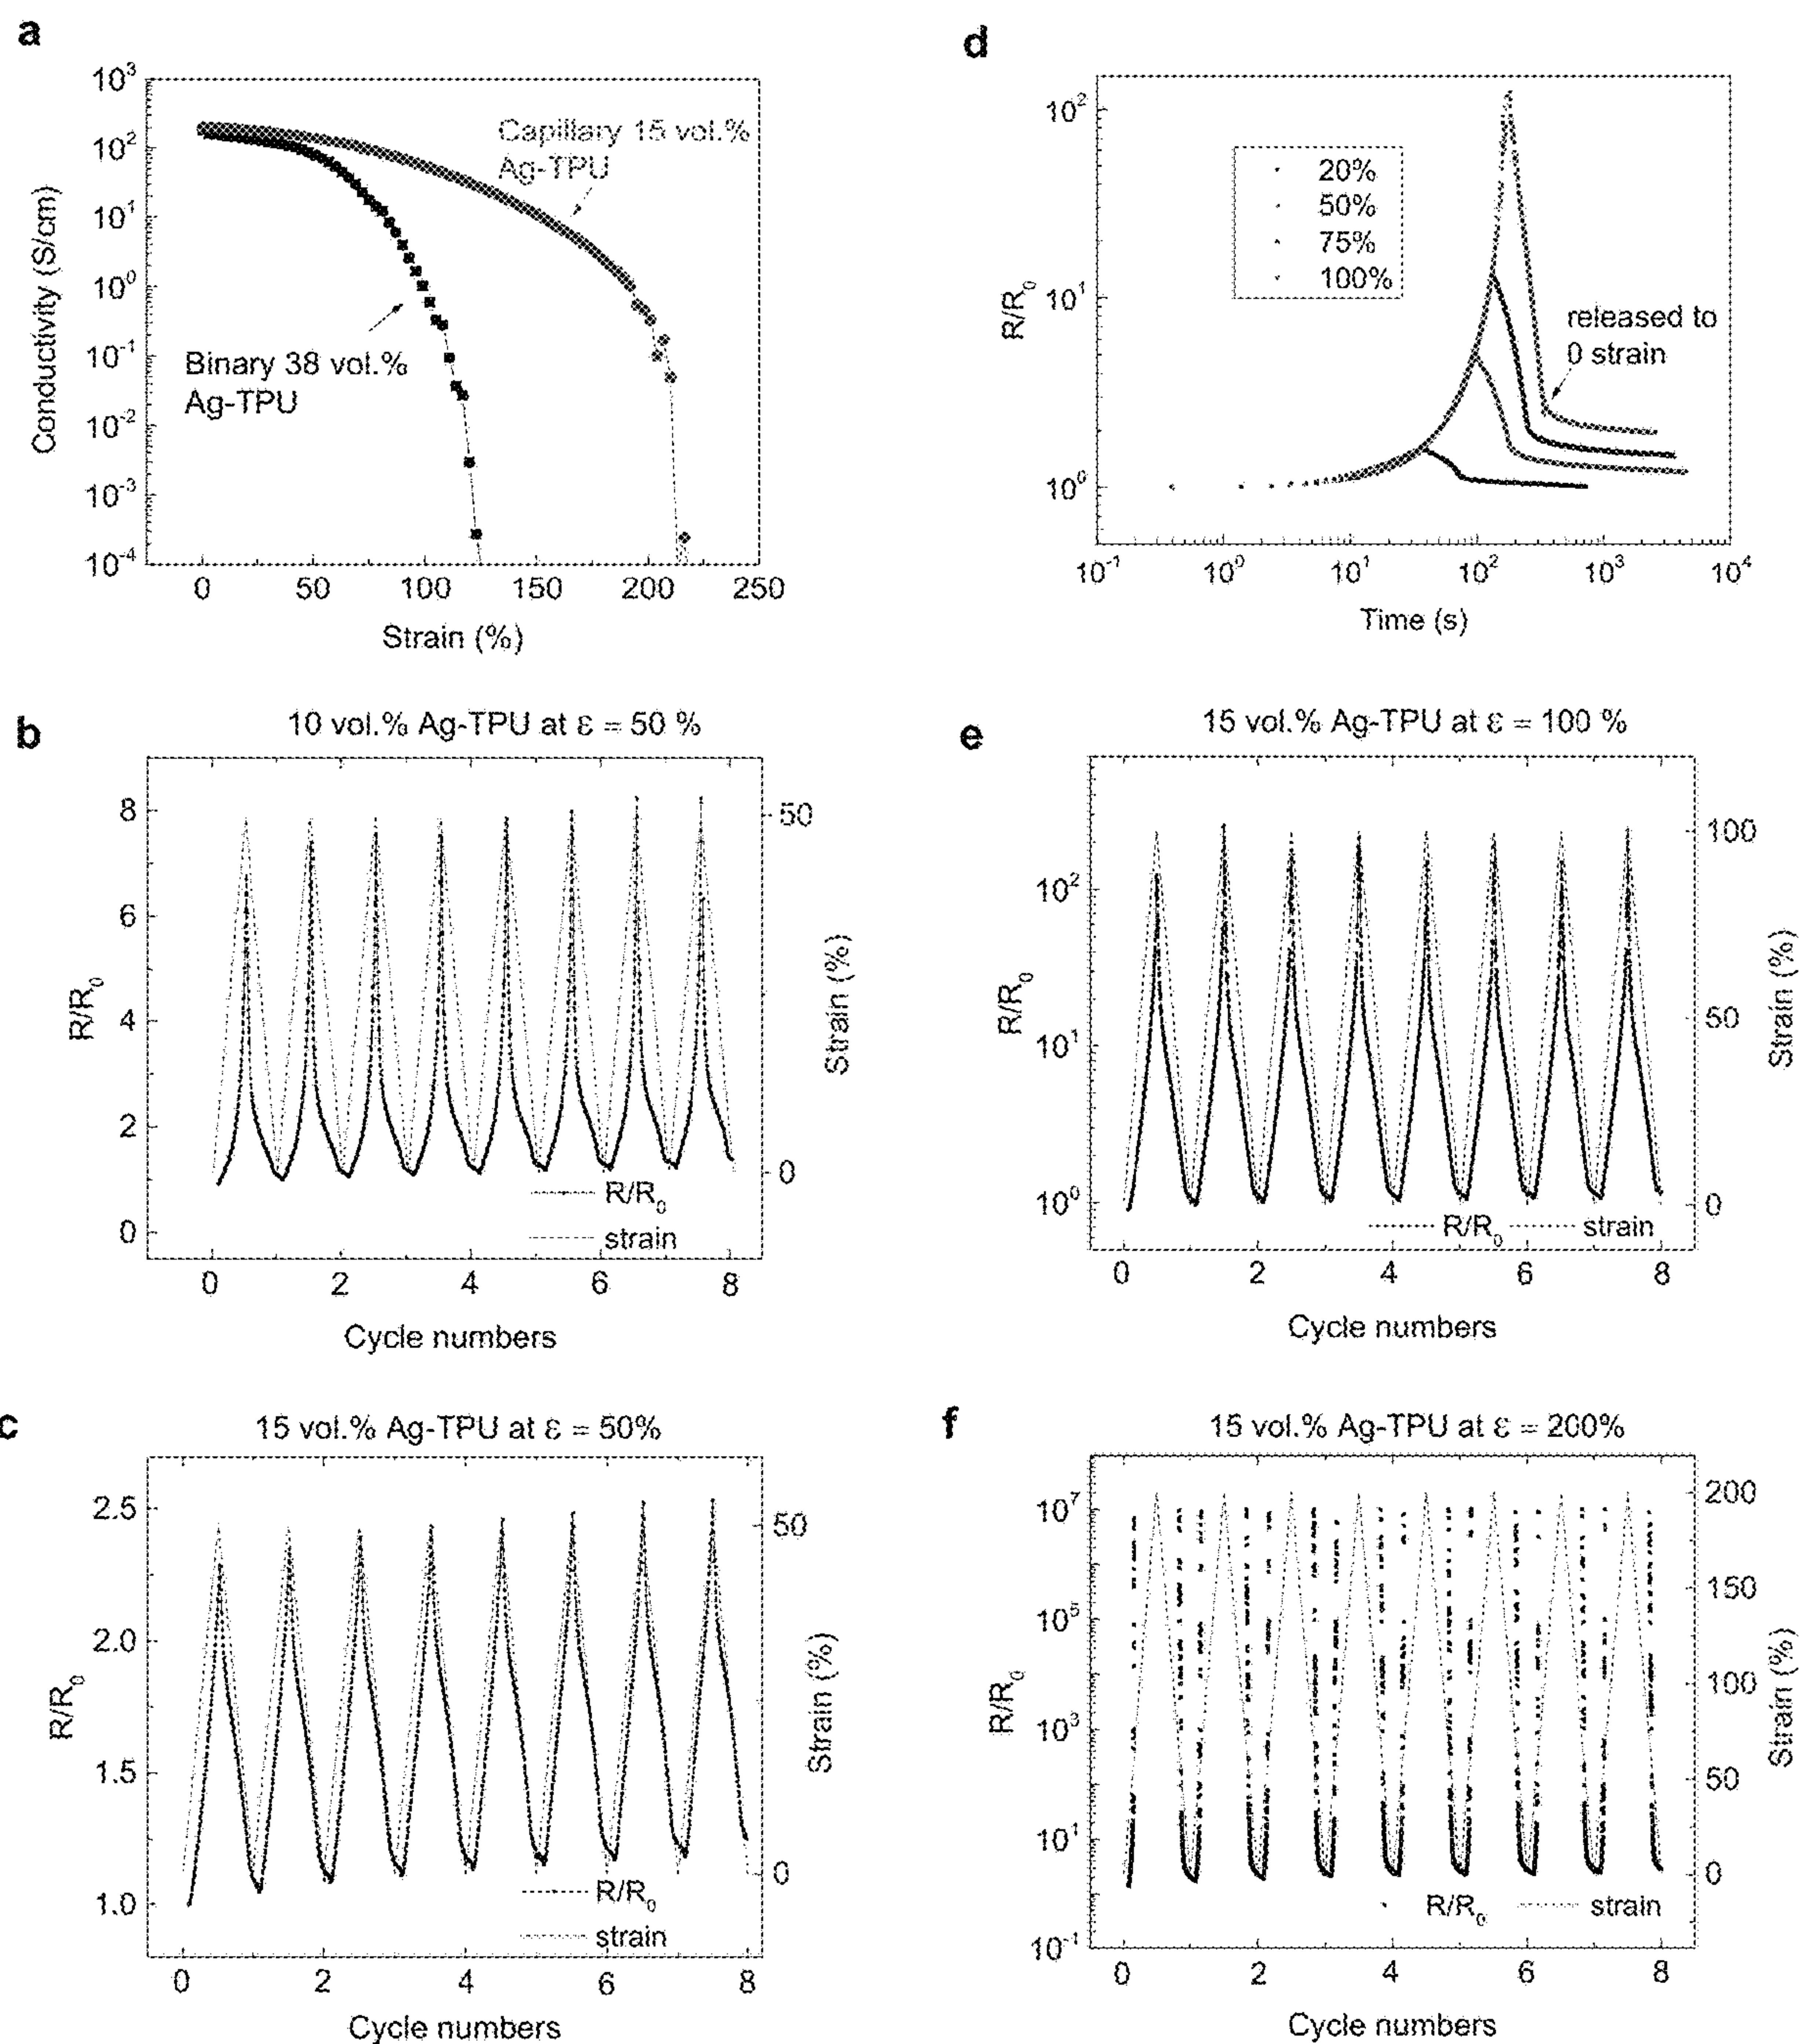 a
10³
10²
10¹
10⁰
10⁻¹
10⁻²
10⁻³
10⁻⁴
Conductivity (S/cm)
Capillary 15 vol.%
Ag-TPU
Binary 38 vol.%
Ag-TPU
0 50 100 150 200 250
Strain (%)
d
10²
10¹
10⁰
R/R₀
20%
50%
75%
100%
released to
0 strain
10⁻¹ 10⁰ 10¹ 10² 10³ 10⁴
Time (s)
b
10 vol.% Ag-TPU at ε = 50 %
8
6
4
2
0
R/R₀
50
0
Strain (%)
R/R₀
strain
0 2 4 6 8
Cycle numbers
e
15 vol.% Ag-TPU at ε = 100 %
10²
10¹
10⁰
R/R₀
100
50
0
Strain (%)
R/R₀ strain
0 2 4 6 8
Cycle numbers
c
15 vol.% Ag-TPU at ε = 50%
2.5
2.0
1.5
1.0
R/R₀
50
0
Strain (%)
R/R₀
strain
0 2 4 6 8
Cycle numbers
f
15 vol.% Ag-TPU at ε = 200%
10⁷
10⁵
10³
10¹
10⁻¹
R/R₀
200
150
100
50
0
Strain (%)
R/R₀ strain
0 2 4 6 8
Cycle numbers